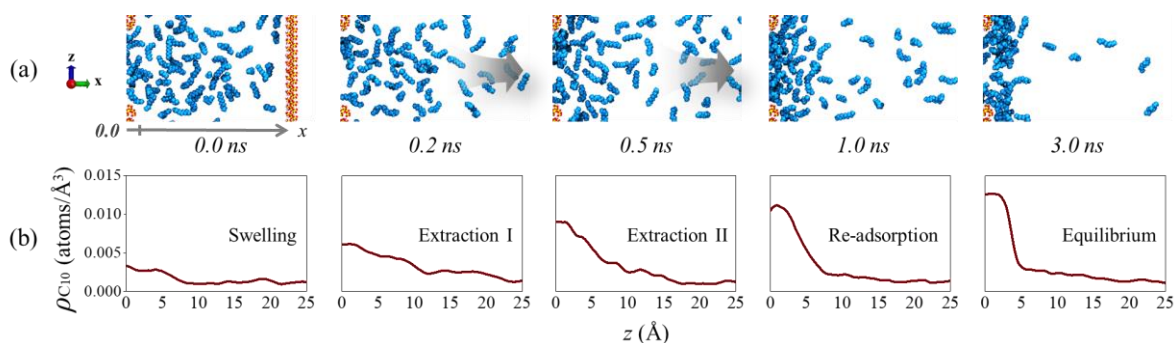 (a)
z
x
0.0
x
0.0 ns
0.2 ns
0.5 ns
1.0 ns
3.0 ns
(b)
ρC10 (atoms/Å³)
0.015
0.010
0.005
0.000
Swelling
Extraction I
Extraction II
Re-adsorption
Equilibrium
0 5 10 15 20 25
0 5 10 15 20 25
0 5 10 15 20 25
0 5 10 15 20 25
0 5 10 15 20 25
z (Å)